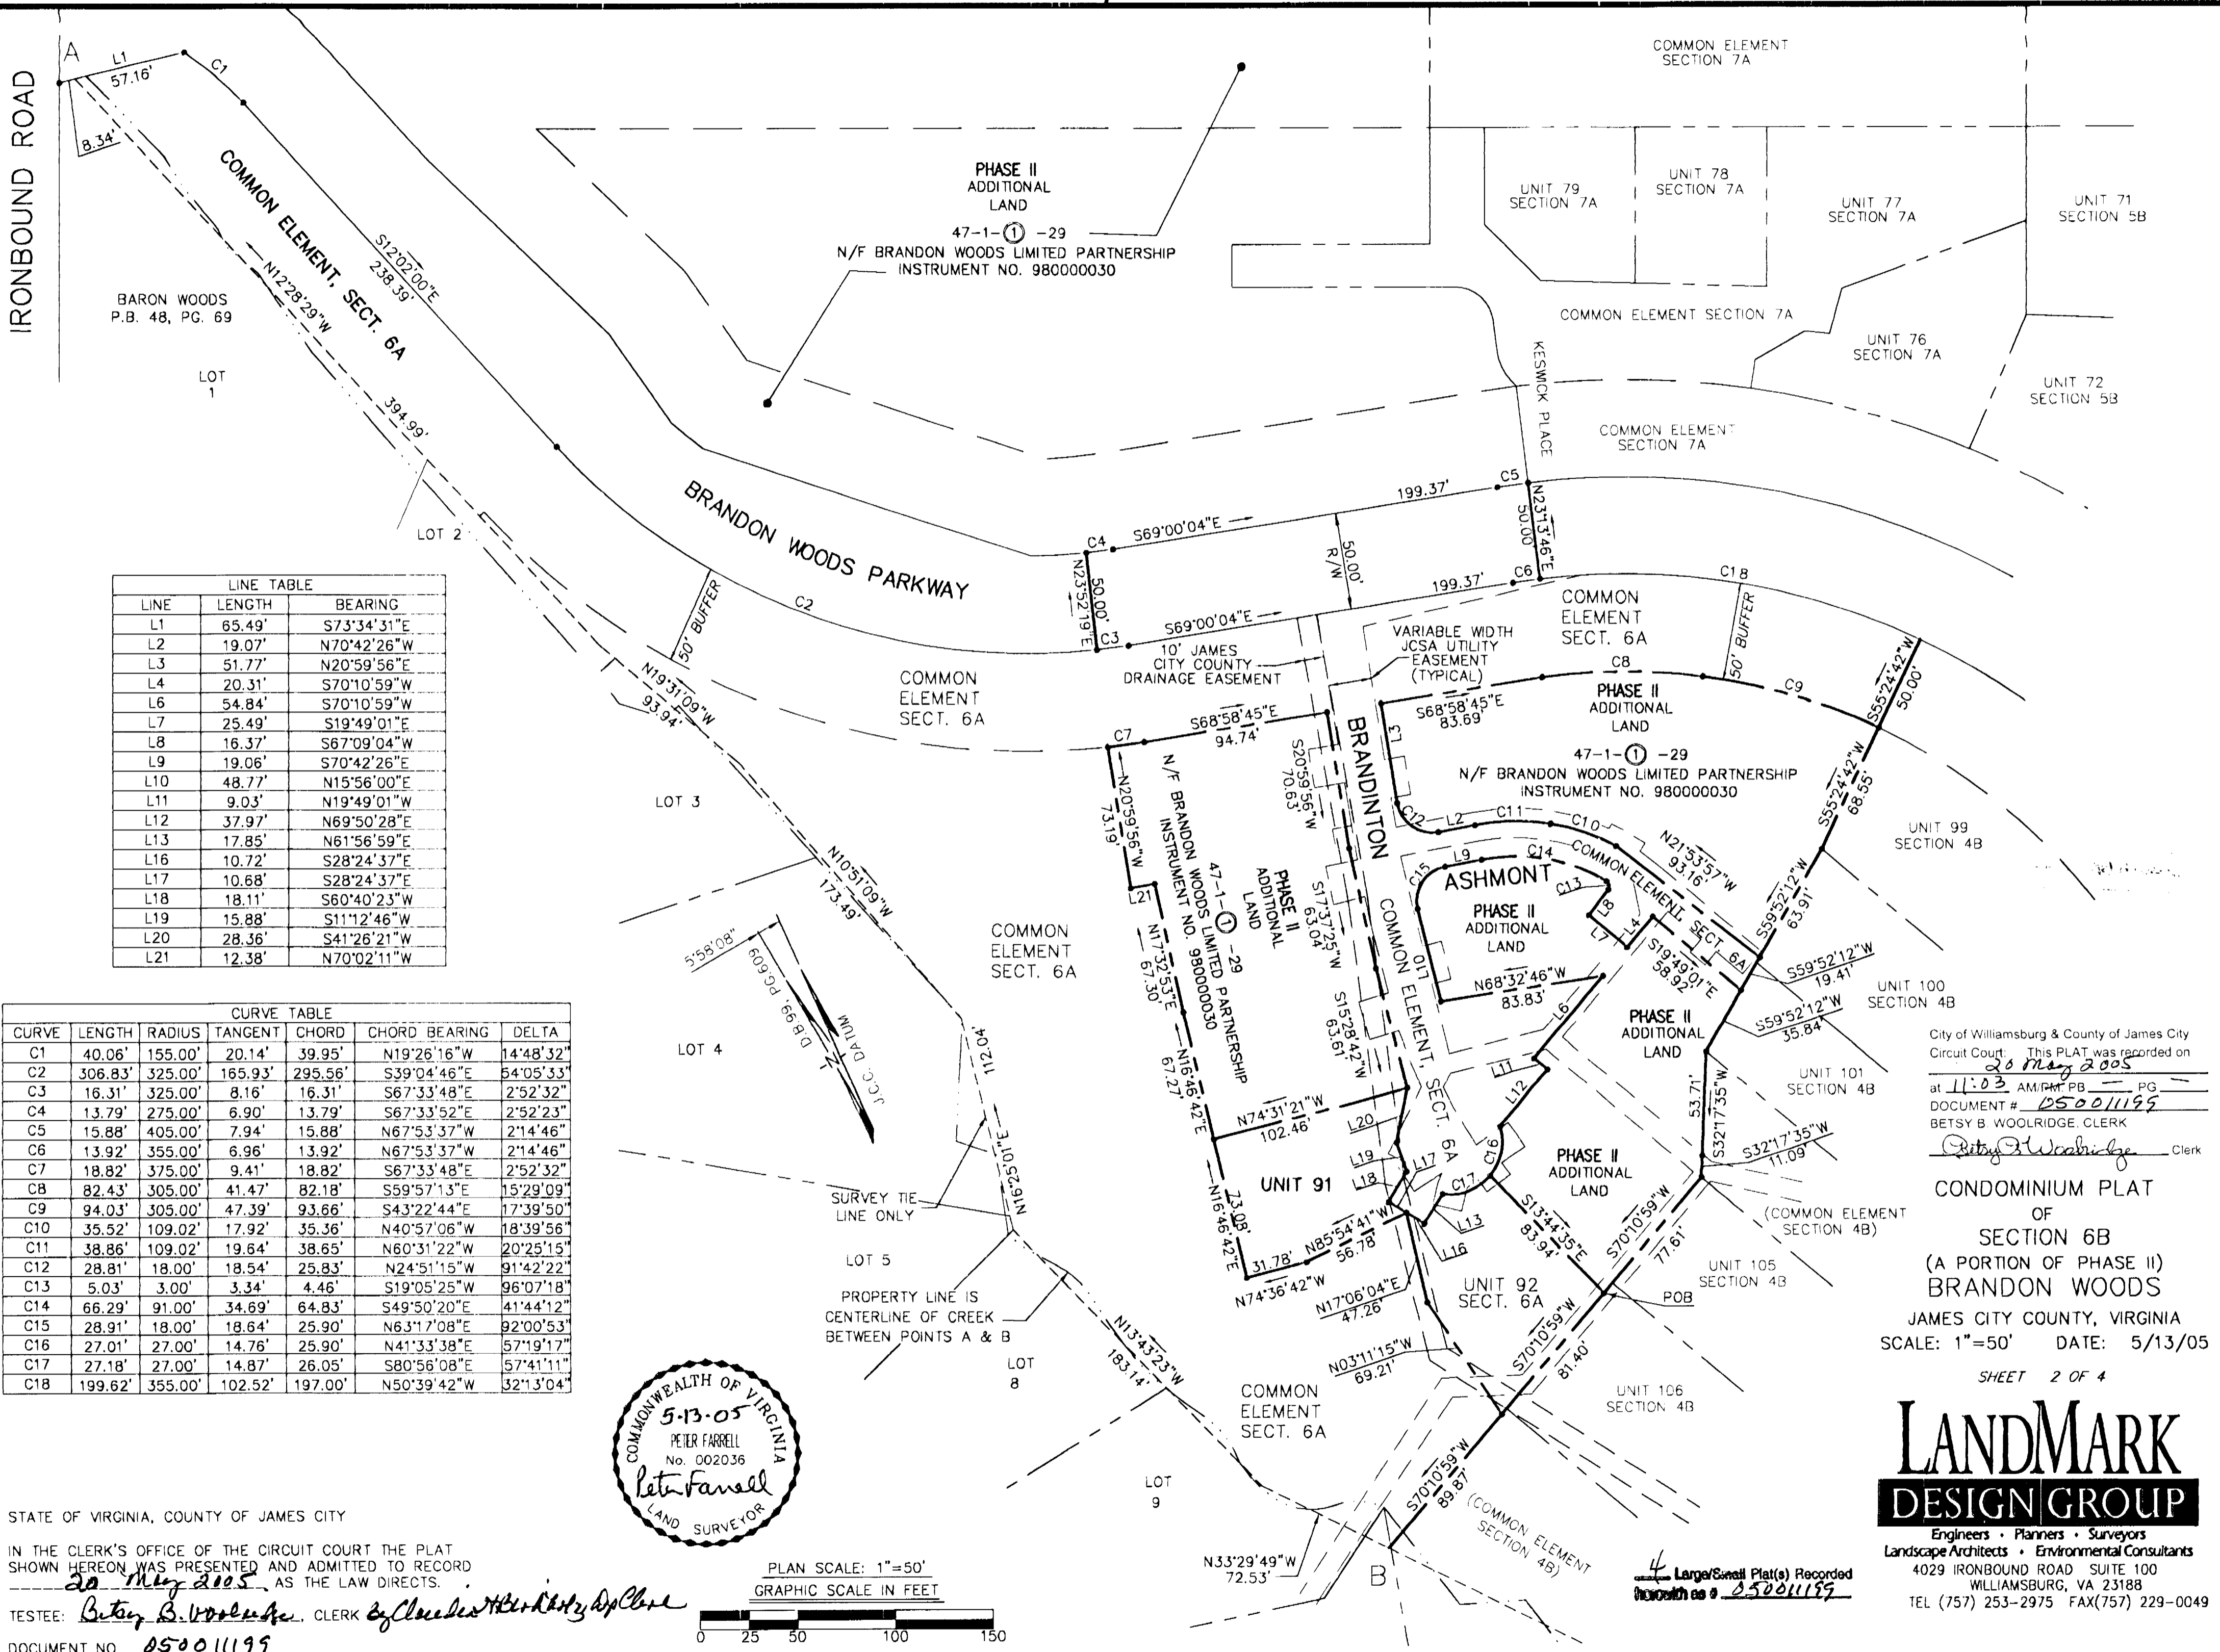 A
L1
57.16'
C1
8.34'
IRONBOUND ROAD
COMMON ELEMENT, SECT. 6A
S12°02'00"E
238.39'
N12°28'29"W
394.99'
BARON WOODS
P.B. 48, PG. 69
LOT
1
LOT 2
PHASE II
ADDITIONAL
LAND
47-1-(1) -29
N/F BRANDON WOODS LIMITED PARTNERSHIP
INSTRUMENT NO. 980000030
COMMON ELEMENT
SECTION 7A
UNIT 79
SECTION 7A
UNIT 78
SECTION 7A
UNIT 77
SECTION 7A
UNIT 71
SECTION 5B
COMMON ELEMENT SECTION 7A
UNIT 76
SECTION 7A
UNIT 72
SECTION 5B
KESWICK PLACE
COMMON ELEMENT
SECTION 7A
BRANDON WOODS PARKWAY
C2
50' BUFFER
C4
S69°00'04"E
199.37'
C5
N23°52'19"E
50.00'
C3
S69°00'04"E
199.37'
C6
50.00'
R/W
N23°13'46"E
50.00'
C18
50' BUFFER
COMMON
ELEMENT
SECT. 6A
10' JAMES
CITY COUNTY
DRAINAGE EASEMENT
VARIABLE WIDTH
JCSA UTILITY
EASEMENT
(TYPICAL)
COMMON
ELEMENT
SECT. 6A
C8
C9
S55°24'42"W
50.00'
S55°24'42"W
68.55'
PHASE II
ADDITIONAL
LAND
47-1-(1) -29
N/F BRANDON WOODS LIMITED PARTNERSHIP
INSTRUMENT NO. 980000030
S68°58'45"E
83.69'
C7
S68°58'45"E
94.74'
L3
BRANDINTON
S20°59'56"W
70.63'
N20°59'56"W
73.19'
L21
N/F BRANDON WOODS LIMITED PARTNERSHIP
INSTRUMENT NO. 980000030
47-1-(1) -29
PHASE II
ADDITIONAL
LAND
N17°32'53"E
67.30'
N16°46'42"E
67.27'
S17°37'25"W
63.04'
S15°28'42"W
63.61'
COMMON ELEMENT, SECT. 6A
C12
L2
C11
C10
N21°53'57"W
93.16'
COMMON ELEMENT, SECT. 6A
C15
L9
C14
C13
L8
L7
L4
ASHMONT
PHASE II
ADDITIONAL
LAND
L10
N68°32'46"W
83.83'
S19°49'01"E
58.92'
S59°52'12"W
63.91'
S59°52'12"W
19.41'
S59°52'12"W
35.84'
UNIT 99
SECTION 4B
UNIT 100
SECTION 4B
UNIT 101
SECTION 4B
L6
L11
L12
PHASE II
ADDITIONAL
LAND
53.71'
S32°17'35"W
S32°17'35"W
11.09'
N74°31'21"W
102.46'
L20
L19
L18
L17
C16
C17
L13
L16
UNIT 91
PHASE II
ADDITIONAL
LAND
73.08'
N16°46'42"E
31.78'
N74°36'42"W
N85°54'41"W
56.78'
S13°44'35"E
83.94'
S70°10'59"W
77.61'
(COMMON ELEMENT
SECTION 4B)
UNIT 105
SECTION 4B
POB
N17°06'04"E
47.26'
UNIT 92
SECT. 6A
N03°11'15"W
69.21'
S70°10'59"W
81.40'
UNIT 106
SECTION 4B
COMMON
ELEMENT
SECT. 6A
S70°10'59"W
89.87'
(COMMON ELEMENT
SECTION 4B)
N33°29'49"W
72.53'
B
N19°31'09"W
93.94'
LOT 3
N10°51'09"W
173.49'
COMMON
ELEMENT
SECT. 6A
LOT 4
5°58'08"
D.B 99, PG.609
J.C.C. DATUM
N
112.04'
N16°25'01"E
SURVEY TIE
LINE ONLY
LOT 5
PROPERTY LINE IS
CENTERLINE OF CREEK
BETWEEN POINTS A & B
N13°43'23"W
183.14'
LOT
8
LOT
9
LINE TABLE
LINE LENGTH BEARING
L1 65.49' S73°34'31"E
L2 19.07' N70°42'26"W
L3 51.77' N20°59'56"E
L4 20.31' S70°10'59"W
L6 54.84' S70°10'59"W
L7 25.49' S19°49'01"E
L8 16.37' S67°09'04"W
L9 19.06' S70°42'26"E
L10 48.77' N15°56'00"E
L11 9.03' N19°49'01"W
L12 37.97' N69°50'28"E
L13 17.85' N61°56'59"E
L16 10.72' S28°24'37"E
L17 10.68' S28°24'37"E
L18 18.11' S60°40'23"W
L19 15.88' S11°12'46"W
L20 28.36' S41°26'21"W
L21 12.38' N70°02'11"W
CURVE TABLE
CURVE LENGTH RADIUS TANGENT CHORD CHORD BEARING DELTA
C1 40.06' 155.00' 20.14' 39.95' N19°26'16"W 14°48'32"
C2 306.83' 325.00' 165.93' 295.56' S39°04'46"E 54°05'33"
C3 16.31' 325.00' 8.16' 16.31' S67°33'48"E 2°52'32"
C4 13.79' 275.00' 6.90' 13.79' S67°33'52"E 2°52'23"
C5 15.88' 405.00' 7.94' 15.88' N67°53'37"W 2°14'46"
C6 13.92' 355.00' 6.96' 13.92' N67°53'37"W 2°14'46"
C7 18.82' 375.00' 9.41' 18.82' S67°33'48"E 2°52'32"
C8 82.43' 305.00' 41.47' 82.18' S59°57'13"E 15°29'09"
C9 94.03' 305.00' 47.39' 93.66' S43°22'44"E 17°39'50"
C10 35.52' 109.02' 17.92' 35.36' N40°57'06"W 18°39'56"
C11 38.86' 109.02' 19.64' 38.65' N60°31'22"W 20°25'15"
C12 28.81' 18.00' 18.54' 25.83' N24°51'15"W 91°42'22"
C13 5.03' 3.00' 3.34' 4.46' S19°05'25"W 96°07'18"
C14 66.29' 91.00' 34.69' 64.83' S49°50'20"E 41°44'12"
C15 28.91' 18.00' 18.64' 25.90' N63°17'08"E 92°00'53"
C16 27.01' 27.00' 14.76' 25.90' N41°33'38"E 57°19'17"
C17 27.18' 27.00' 14.87' 26.05' S80°56'08"E 57°41'11"
C18 199.62' 355.00' 102.52' 197.00' N50°39'42"W 32°13'04"
COMMONWEALTH OF VIRGINIA
5-13-05
PETER FARRELL
No. 002036
Peter Farrell
LAND SURVEYOR
STATE OF VIRGINIA, COUNTY OF JAMES CITY
IN THE CLERK'S OFFICE OF THE CIRCUIT COURT THE PLAT
SHOWN HEREON WAS PRESENTED AND ADMITTED TO RECORD
20 May 2005 AS THE LAW DIRECTS.
TESTEE: Betsy B. Woolridge, CLERK By
DOCUMENT NO. 050011199
PLAN SCALE: 1"=50'
GRAPHIC SCALE IN FEET
0 25 50 100 150
City of Williamsburg & County of James City
Circuit Court: This PLAT was recorded on
20 May 2005
at 11:03 AM/PM. PB — PG —
DOCUMENT # 050011199
BETSY B. WOOLRIDGE, CLERK
Betsy B Woolridge Clerk
CONDOMINIUM PLAT
OF
SECTION 6B
(A PORTION OF PHASE II)
BRANDON WOODS
JAMES CITY COUNTY, VIRGINIA
SCALE: 1"=50' DATE: 5/13/05
SHEET 2 OF 4
LANDMARK
DESIGN GROUP
Engineers • Planners • Surveyors
Landscape Architects • Environmental Consultants
4029 IRONBOUND ROAD SUITE 100
WILLIAMSBURG, VA 23188
TEL (757) 253-2975 FAX(757) 229-0049
4 Large/Small Plat(s) Recorded
herewith as # 050011199